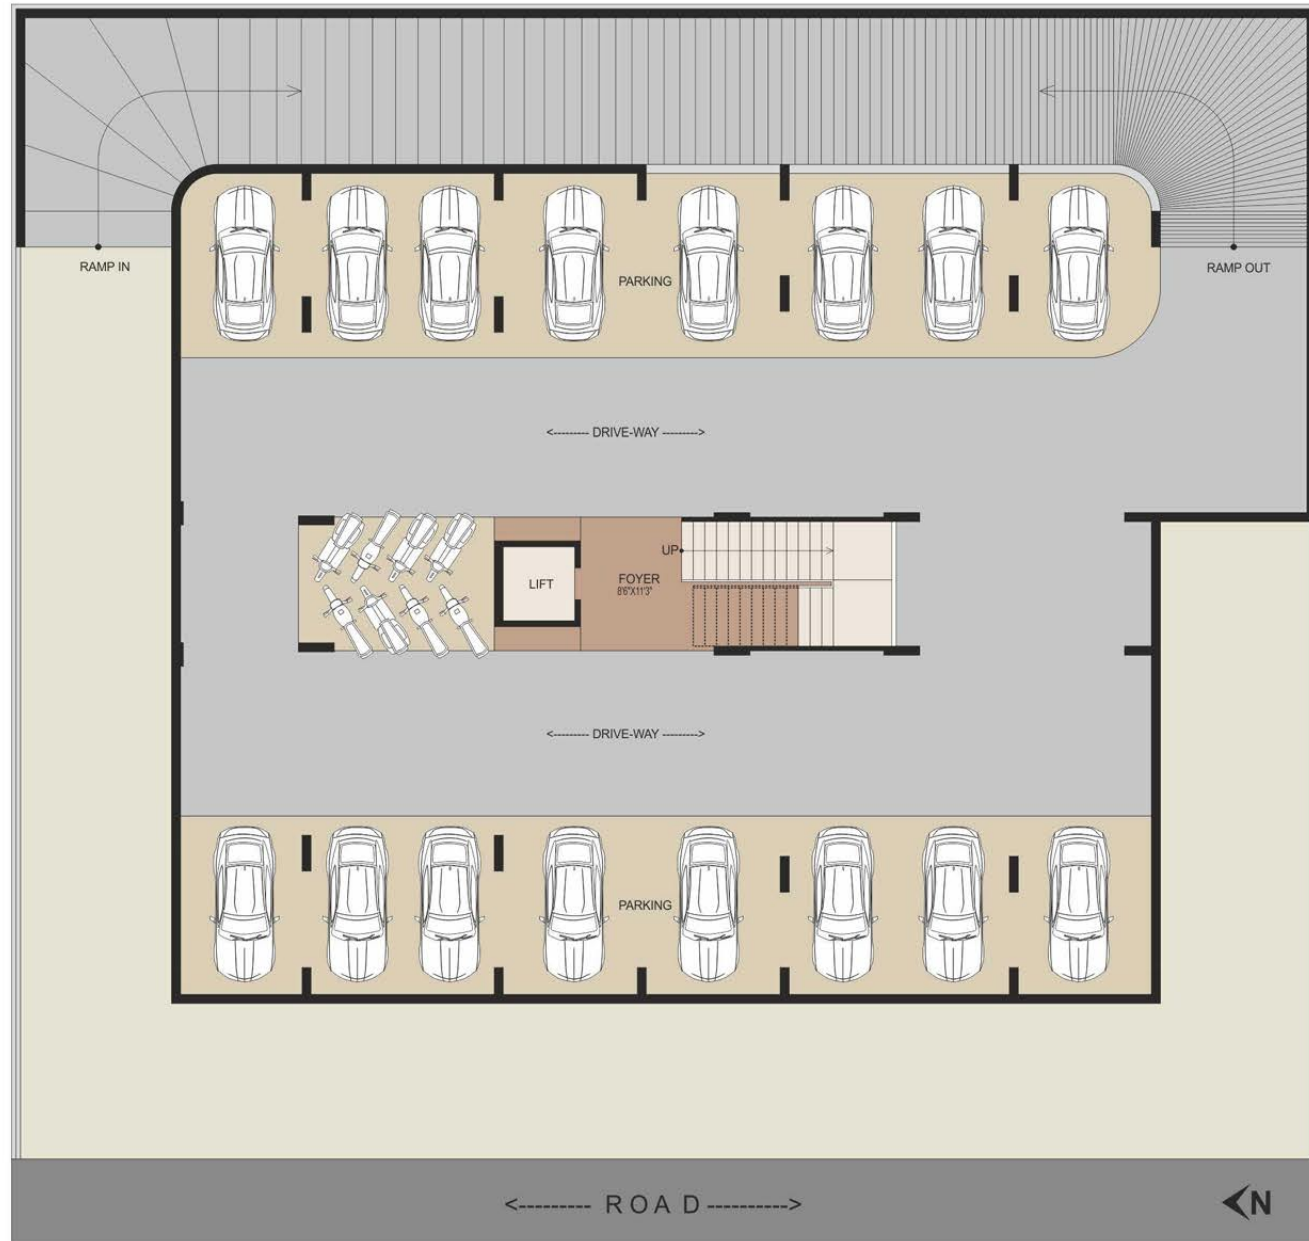 RAMP IN
RAMP OUT
PARKING
<--------- DRIVE-WAY --------->
UP
LIFT
FOYER
8'6"X11'3"
<--------- DRIVE-WAY --------->
PARKING
<--------- ROAD ---------->
N